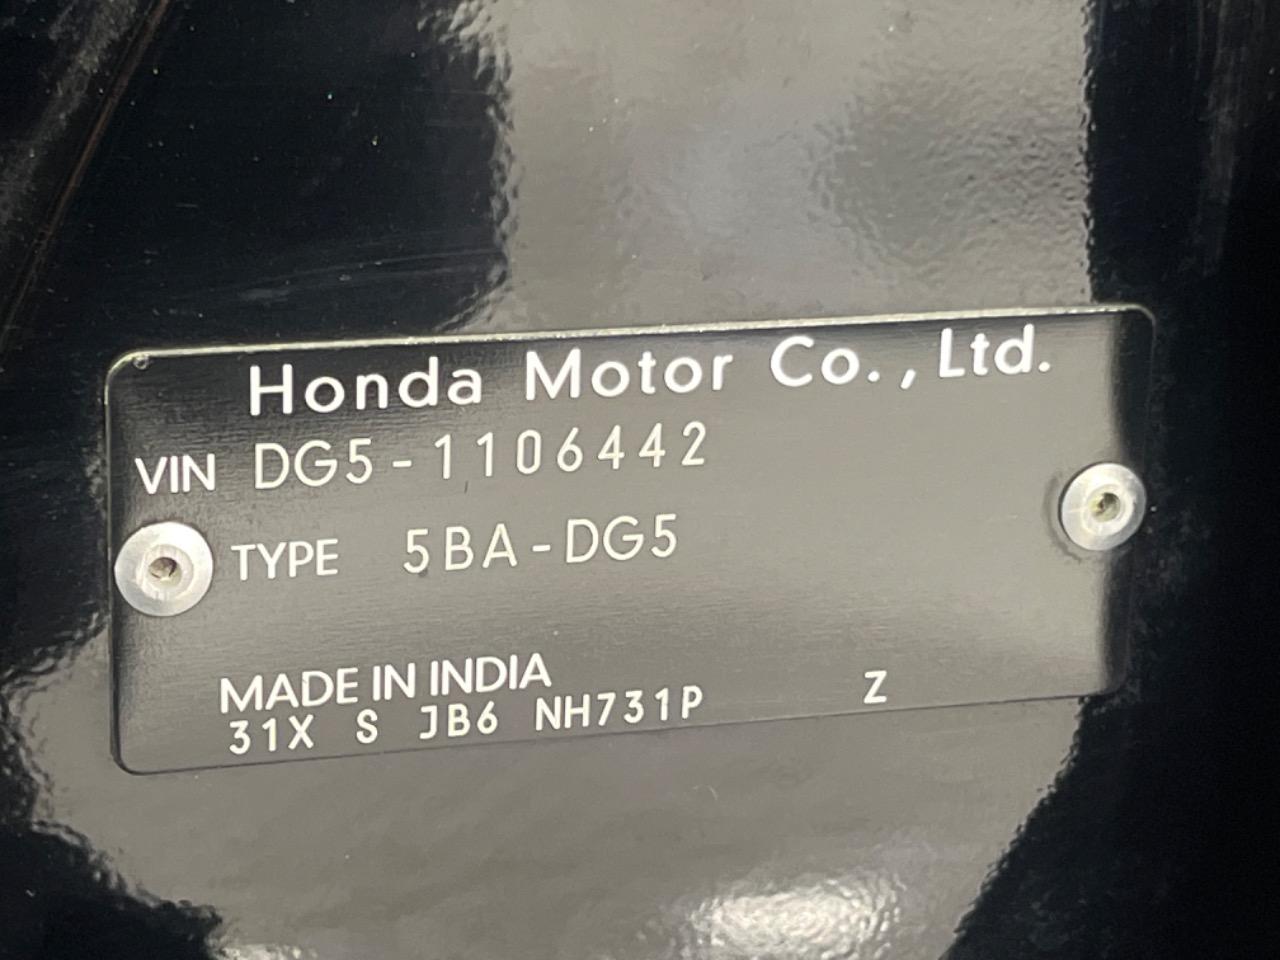 Honda Motor Co., Ltd.
VIN DG5-1106442
TYPE 5BA-DG5
MADE IN INDIA
31X S JB6 NH731P Z